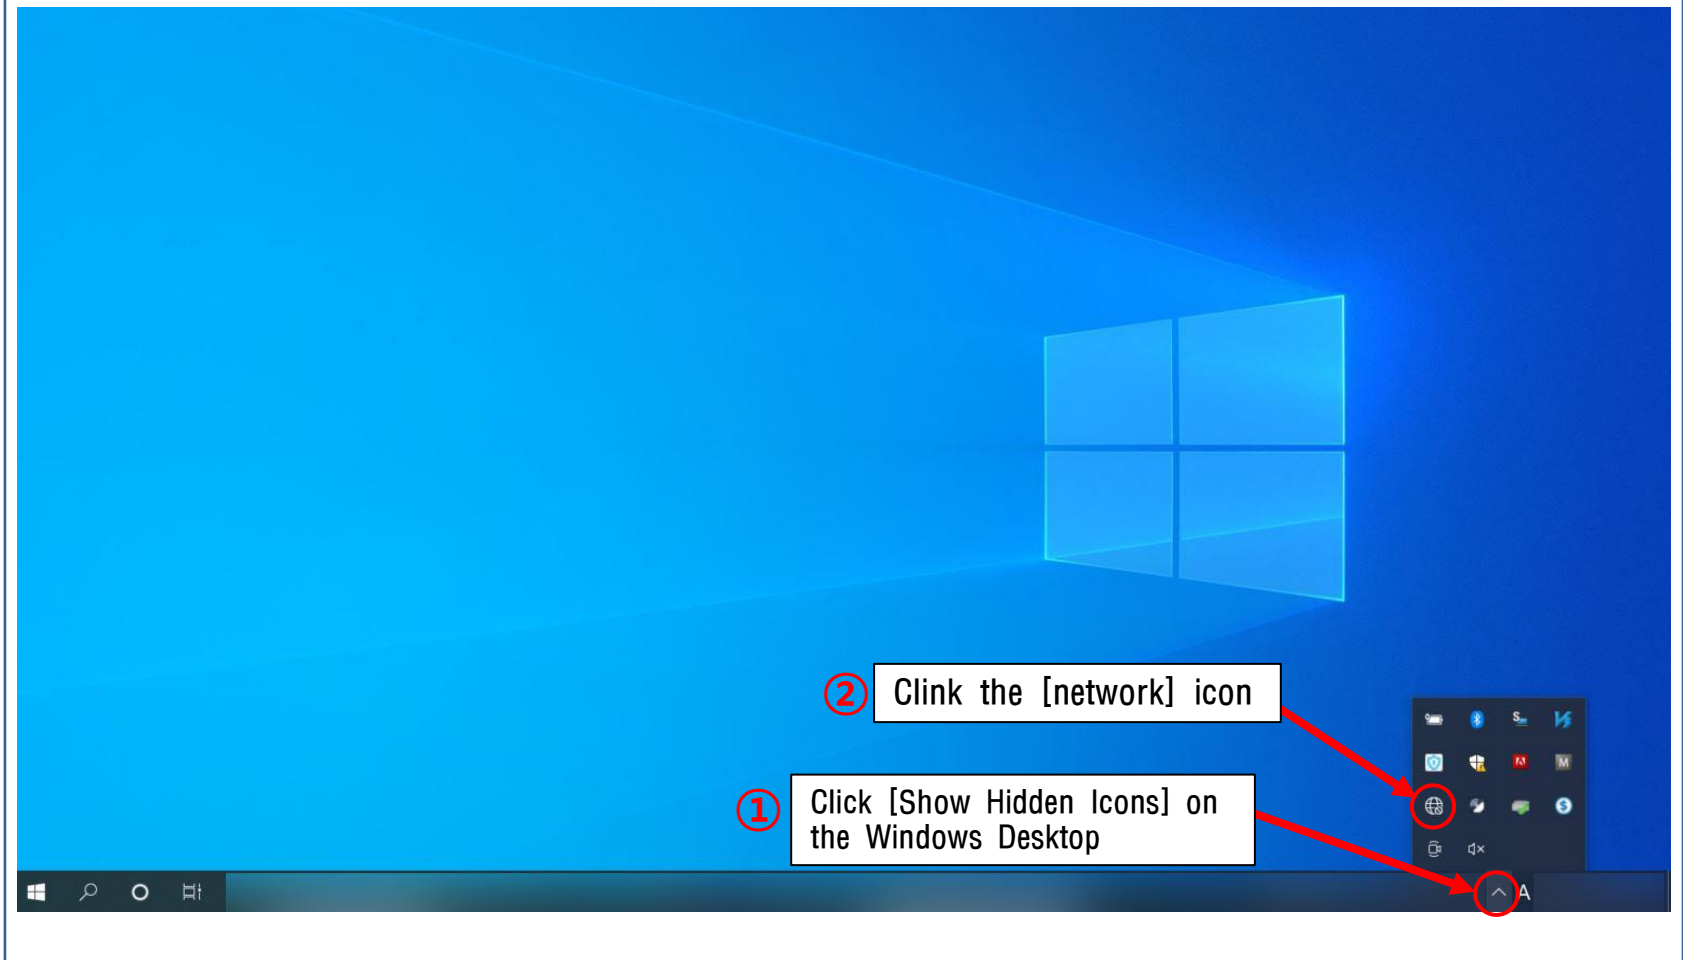 ② Clink the [network] icon
① Click [Show Hidden Icons] on
the Windows Desktop
A